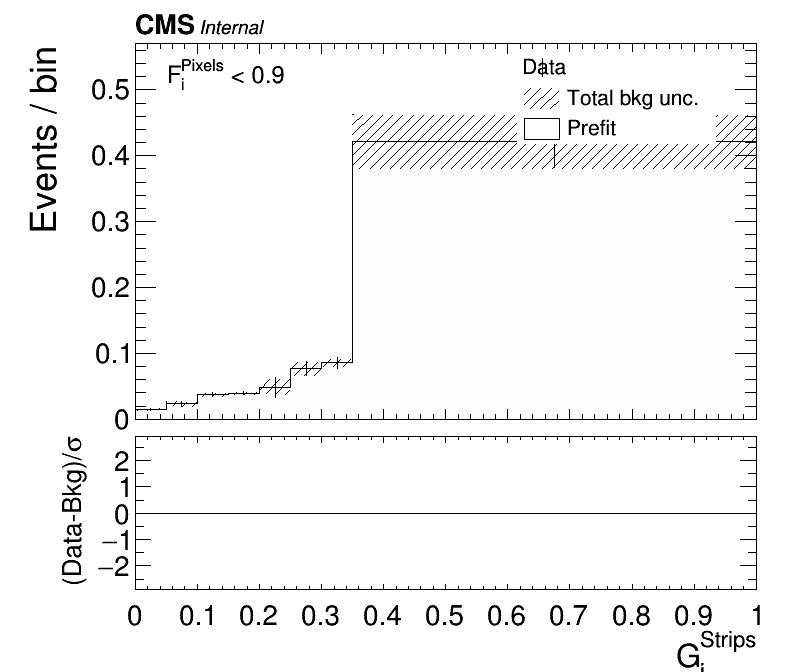 CMS Internal
F_i^Pixels < 0.9
Data
Total bkg unc.
Prefit
Events / bin
0.5
0.4
0.3
0.2
0.1
0
(Data-Bkg)/σ
2
1
0
−1
−2
0 0.1 0.2 0.3 0.4 0.5 0.6 0.7 0.8 0.9 1
G_i^Strips